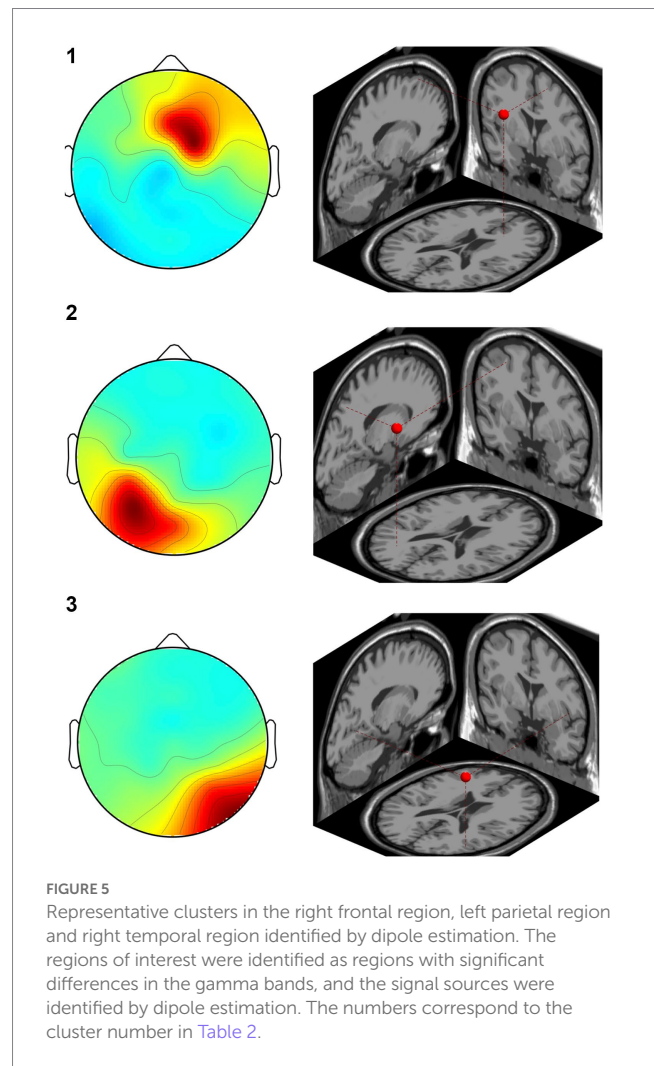 1
2
3
FIGURE 5
Representative clusters in the right frontal region, left parietal region
and right temporal region identified by dipole estimation. The
regions of interest were identified as regions with significant
differences in the gamma bands, and the signal sources were
identified by dipole estimation. The numbers correspond to the
cluster number in Table 2.